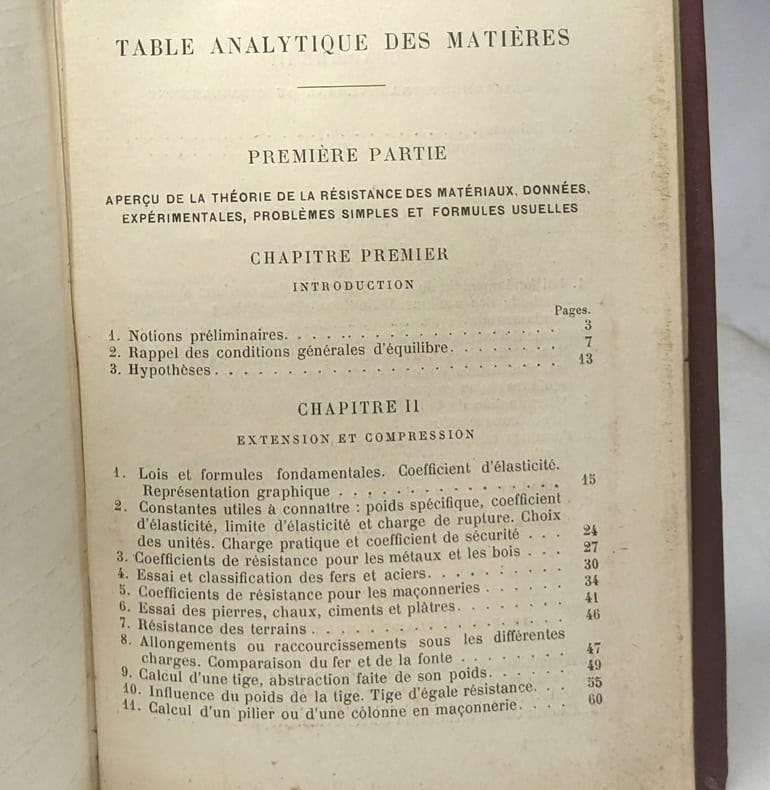 TABLE ANALYTIQUE DES MATIÈRES
PREMIÈRE PARTIE
APERÇU DE LA THÉORIE DE LA RÉSISTANCE DES MATÉRIAUX, DONNÉES,
EXPÉRIMENTALES, PROBLÈMES SIMPLES ET FORMULES USUELLES
CHAPITRE PREMIER
INTRODUCTION
Pages.
1. Notions préliminaires. . . . . . . . . . . . . . . . . . . 3
2. Rappel des conditions générales d'équilibre. . . . . . . . 7
3. Hypothèses . . . . . . . . . . . . . . . . . . . . . . . . 13
CHAPITRE II
EXTENSION ET COMPRESSION
1. Lois et formules fondamentales. Coefficient d'élasticité.
Représentation graphique . . . . . . . . . . . . . . 15
2. Constantes utiles à connaître : poids spécifique, coefficient
d'élasticité, limite d'élasticité et charge de rupture. Choix
des unités. Charge pratique et coefficient de sécurité . . . 24
3. Coefficients de résistance pour les métaux et les bois . . . 27
4. Essai et classification des fers et aciers. . . . . . . . . . 30
5. Coefficients de résistance pour les maçonneries . . . . . . 34
6. Essai des pierres, chaux, ciments et plâtres. . . . . . . . 41
7. Résistance des terrains . . . . . . . . . . . . . . . . . . 46
8. Allongements ou raccourcissements sous les différentes
charges. Comparaison du fer et de la fonte . . . . . . . . 47
9. Calcul d'une tige, abstraction faite de son poids. . . . . . 49
10. Influence du poids de la tige. Tige d'égale résistance. . . 55
11. Calcul d'un pilier ou d'une colonne en maçonnerie. . . . . 60